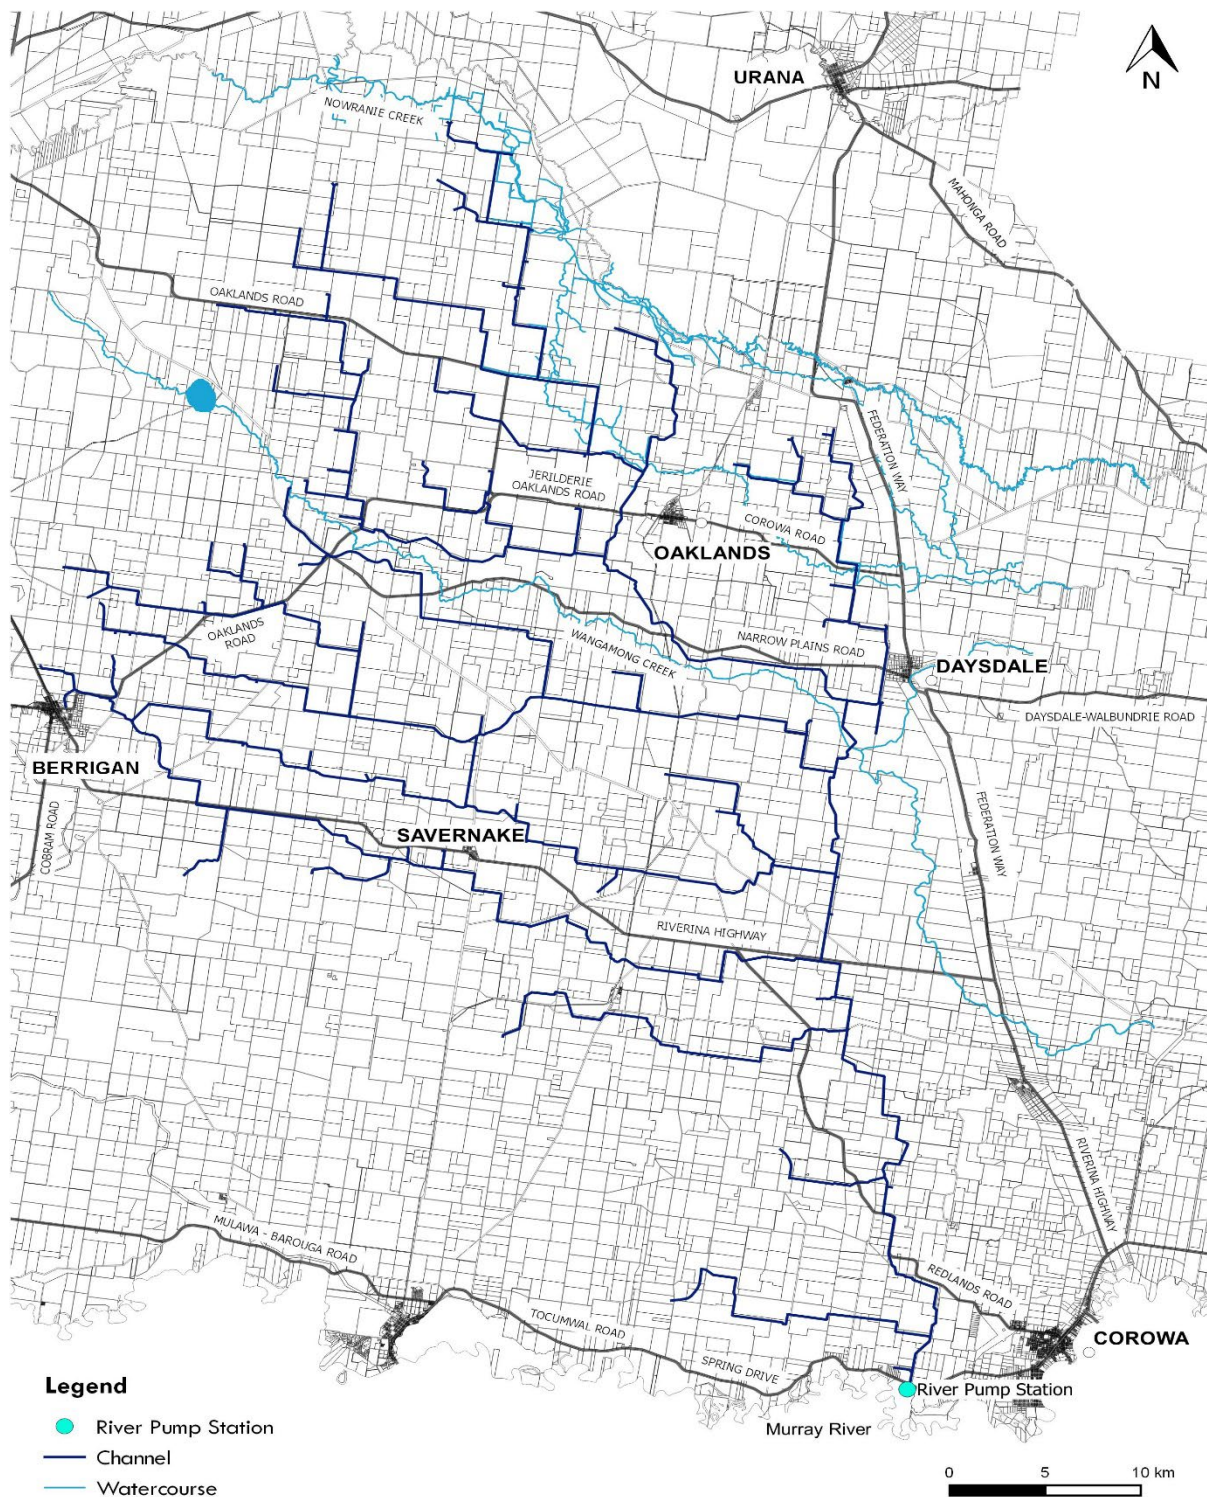 URANA
N
NOWRANIE CREEK
MAHONGA ROAD
OAKLANDS ROAD
FEDERATION WAY
JERILDERIE
OAKLANDS ROAD
COROWA ROAD
OAKLANDS
OAKLANDS
ROAD
WANGAMONG CREEK
NARROW PLAINS ROAD
DAYSDALE
DAYSDALE-WALBUNDRIE ROAD
BERRIGAN
COBRAM ROAD
SAVERNAKE
FEDERATION WAY
RIVERINA HIGHWAY
RIVERINA HIGHWAY
MULAWA - BAROUGA ROAD
REDLANDS ROAD
TOCUMWAL ROAD
COROWA
SPRING DRIVE
River Pump Station
Murray River
Legend
River Pump Station
Channel
Watercourse
0 5 10 km